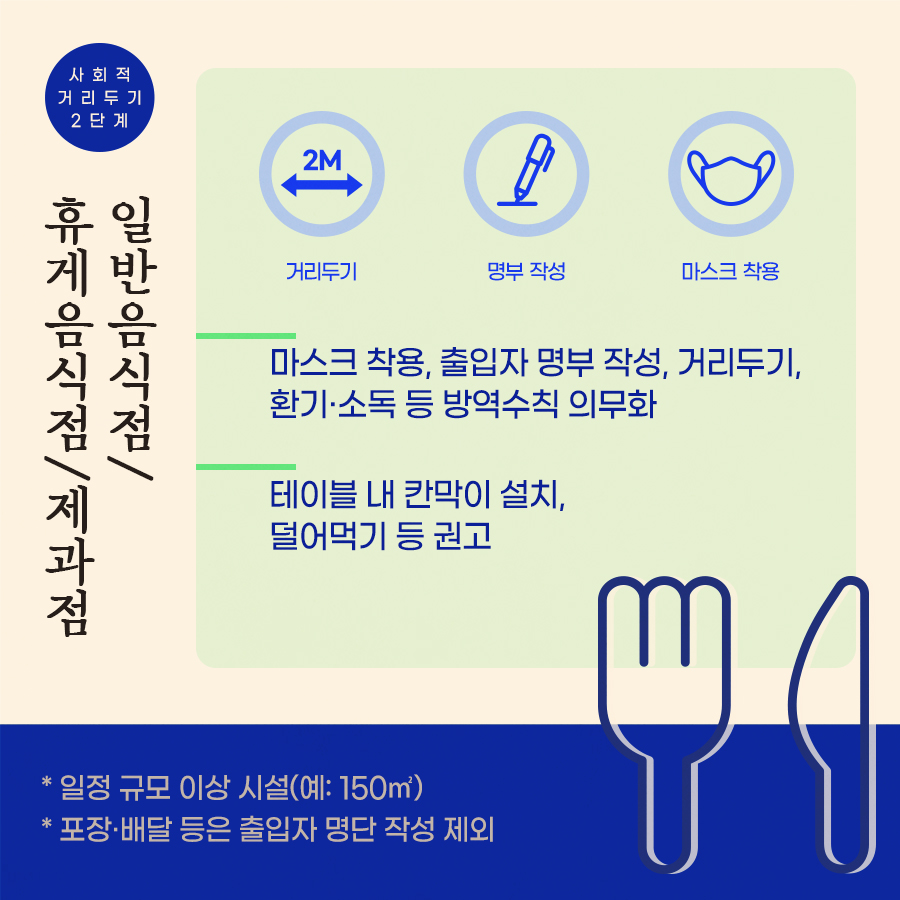 사회적
거리두기
2단계
일반음식점/
휴게음식점/제과점
2M
거리두기
명부 작성
마스크 착용
마스크 착용, 출입자 명부 작성, 거리두기,
환기·소독 등 방역수칙 의무화
테이블 내 칸막이 설치,
덜어먹기 등 권고
* 일정 규모 이상 시설(예: 150㎡)
* 포장·배달 등은 출입자 명단 작성 제외